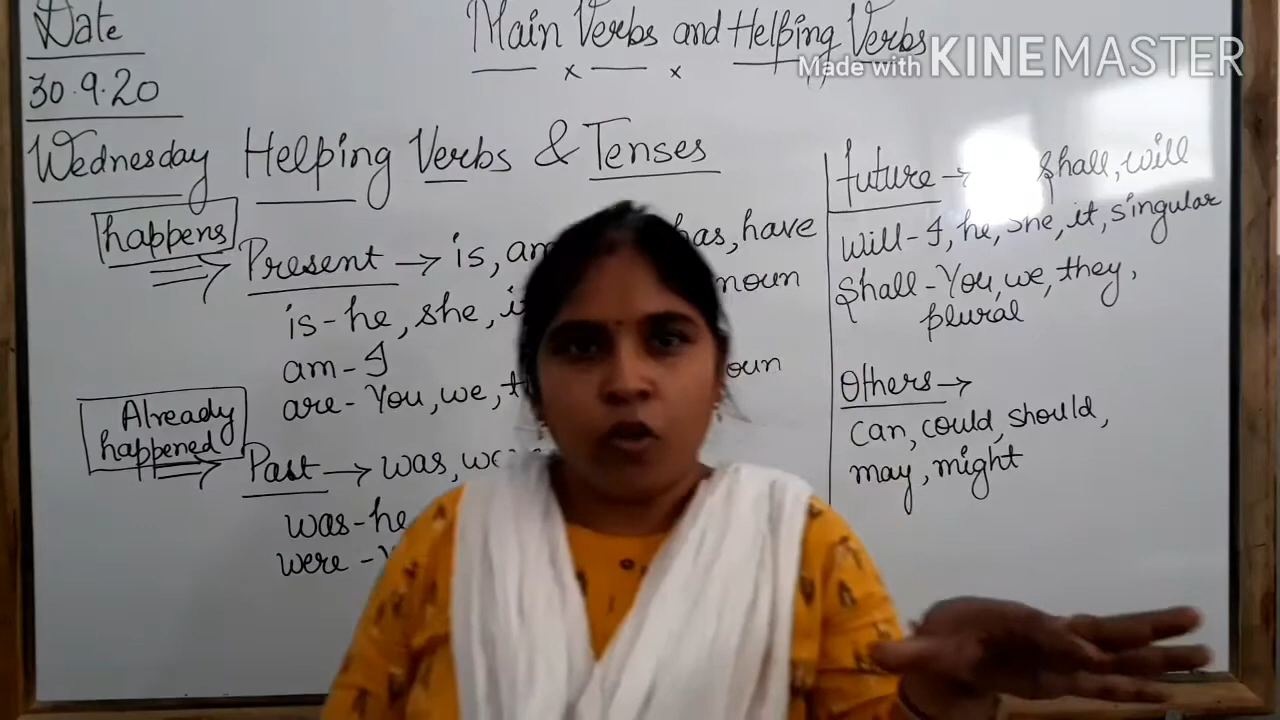 Date
30.9.20
Wednesday
Main Verbs and Helping Verbs
Made with KINEMASTER
Helping Verbs & Tenses
happens
Present → is, am has, have
is - he, she, noun
am - I
are - You, we,
Already
happened
Past → was,
was - he
were -
future → shall, will
will - I, he, she, it, singular
shall - You, we, they,
plural
Others →
can, could, should,
may, might